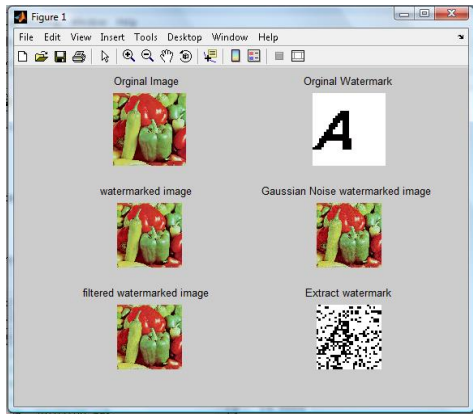 Figure 1
File Edit View Insert Tools Desktop Window Help
Orginal Image
Orginal Watermark
A
watermarked image
Gaussian Noise watermarked image
filtered watermarked image
Extract watermark